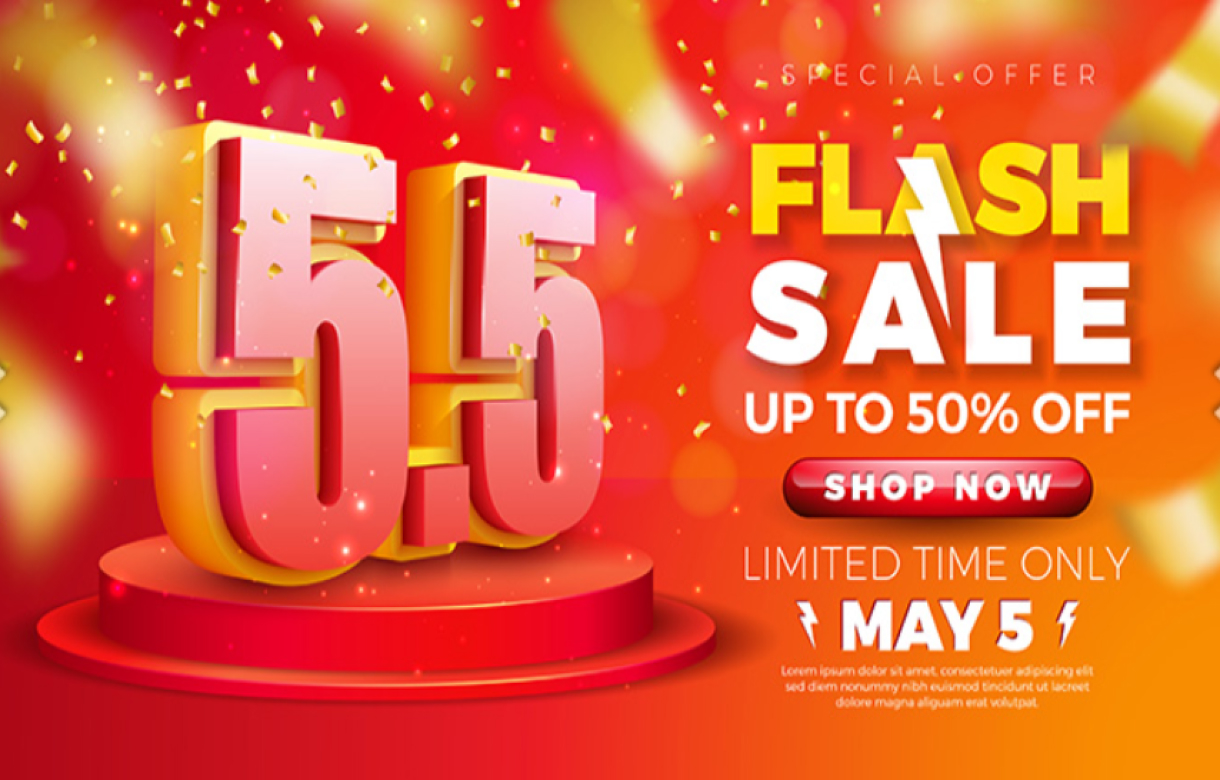 5.5
SPECIAL OFFER
FLASH
SALE
UP TO 50% OFF
SHOP NOW
LIMITED TIME ONLY
MAY 5
Lorem ipsum dolor sit amet, consectetuer adipiscing elit
sed diem nonummy nibh euismod tincidunt ut lacreet
dolore magna aliguam erat volutpat.